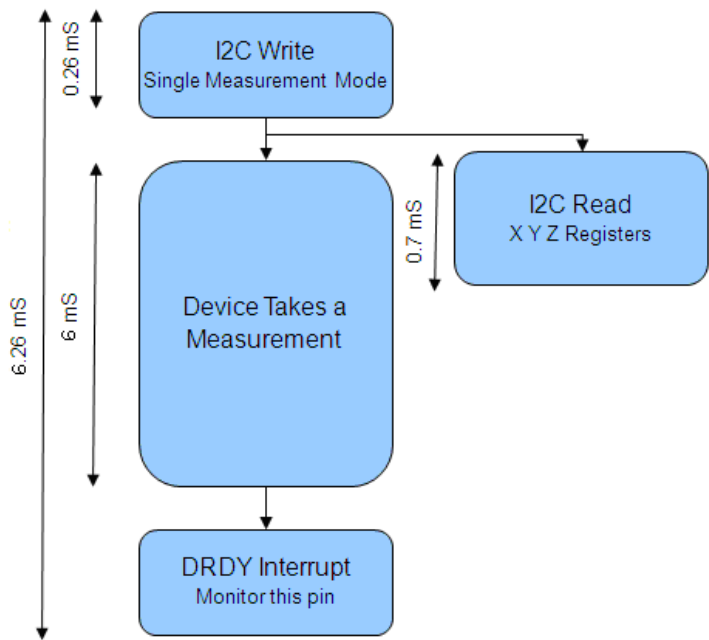 I2C Write
Single Measurement Mode
0.26 mS
I2C Read
X Y Z Registers
0.7 mS
Device Takes a
Measurement
6 mS
6.26 mS
DRDY Interrupt
Monitor this pin